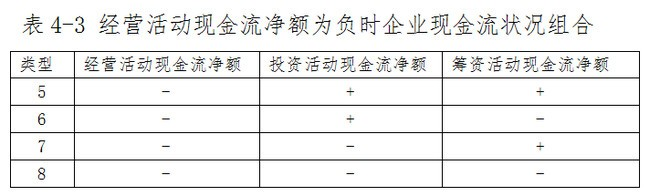 表 4-3 经营活动现金流净额为负时企业现金流状况组合
类型 经营活动现金流净额 投资活动现金流净额 筹资活动现金流净额
5 - + +
6 - + -
7 - - +
8 - - -